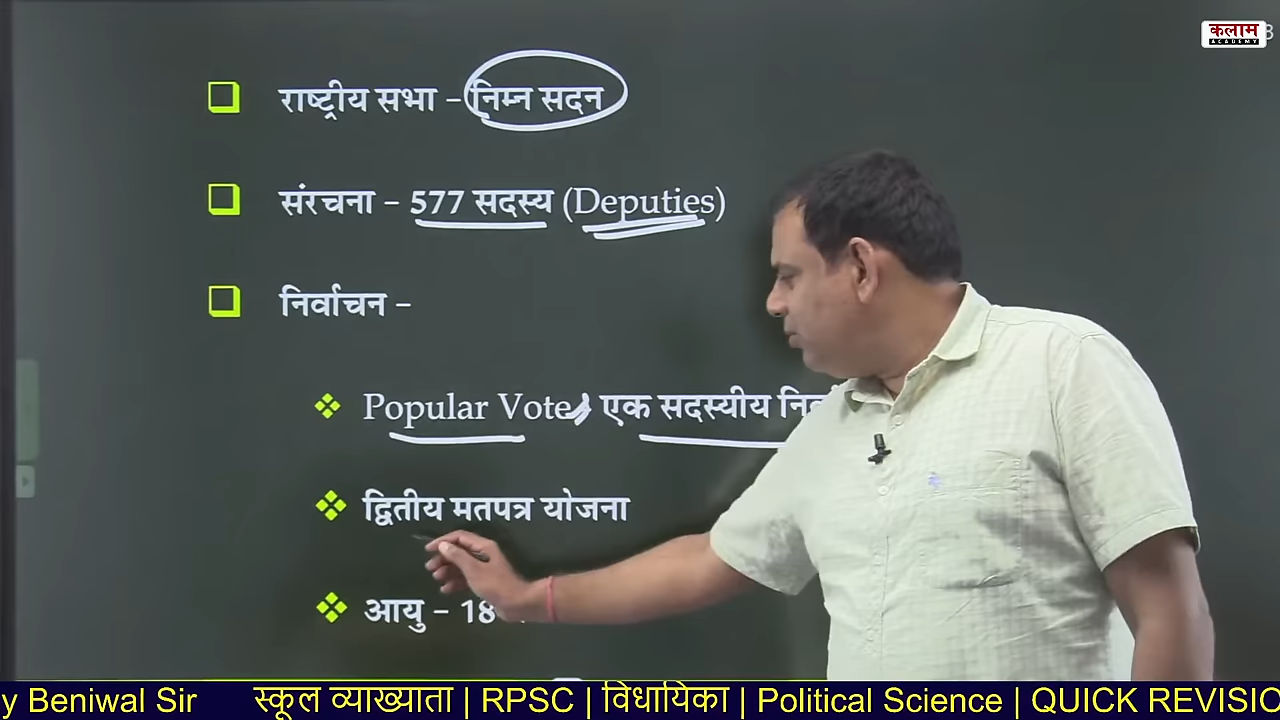 कलाम
ACADEMY
राष्ट्रीय सभा – निम्न सदन
संरचना – 577 सदस्य (Deputies)
निर्वाचन –
Popular Vote, एक सदस्यीय
द्वितीय मतपत्र योजना
आयु – 18
y Beniwal Sir स्कूल व्याख्याता | RPSC | विधायिका | Political Science | QUICK REVISIO